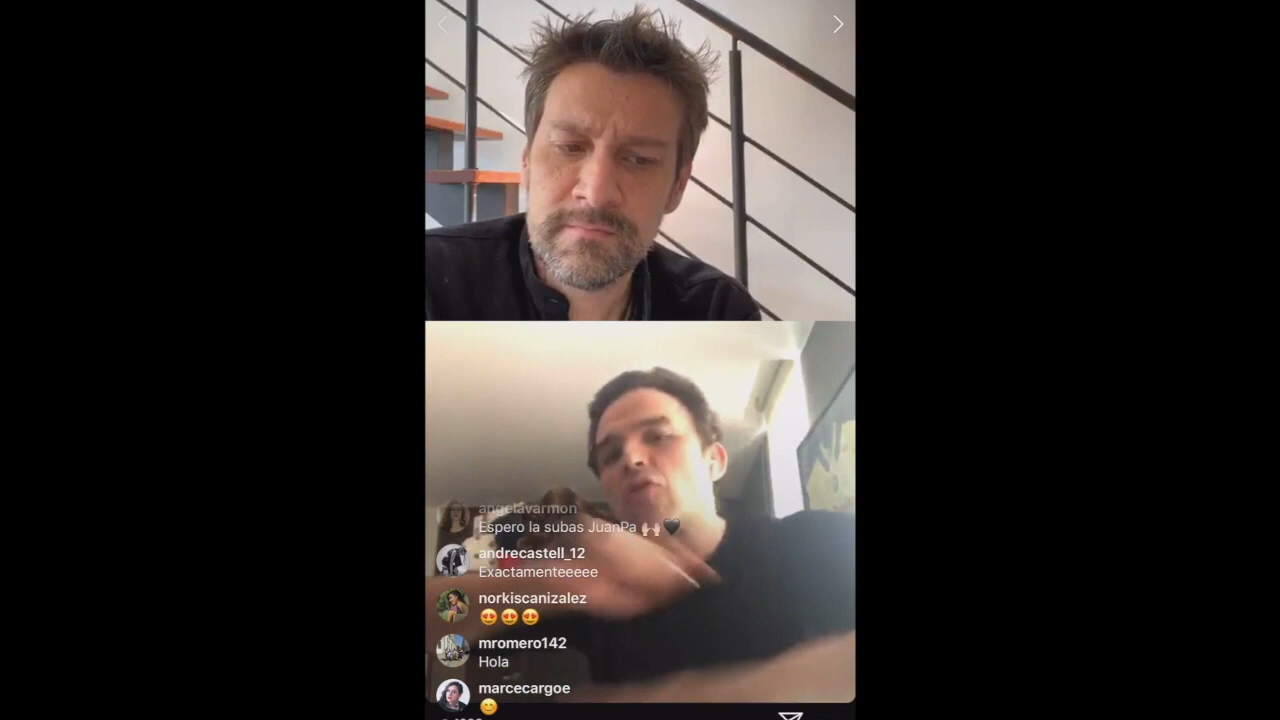 angelavarmon
Espero la subas JuanPa 🙌🏻🖤
andrecastell_12
Exactamenteeeee
norkiscanizalez
😍😍😍
mromero142
Hola
marcecargoe
😊